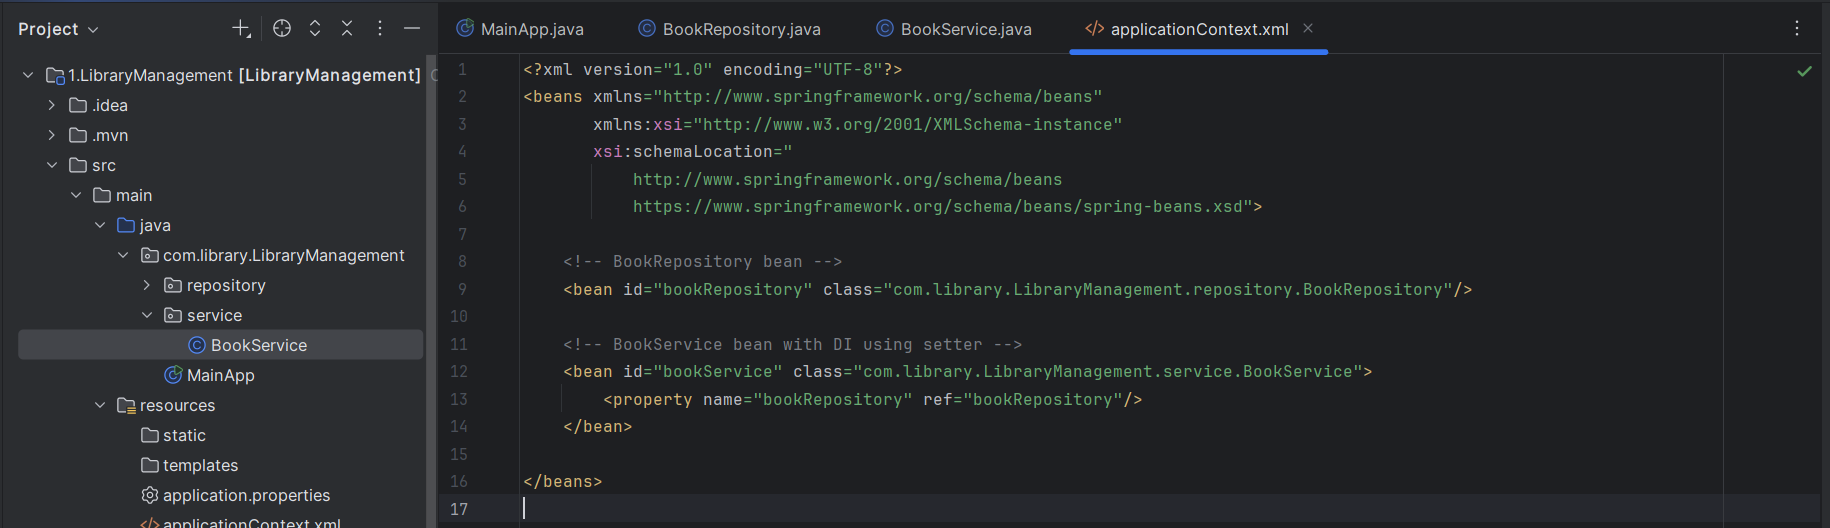 Project
1.LibraryManagement [LibraryManagement]
.idea
.mvn
src
main
java
com.library.LibraryManagement
repository
service
BookService
MainApp
resources
static
templates
application.properties
applicationContext.xml
MainApp.java
BookRepository.java
BookService.java
applicationContext.xml
1 <?xml version="1.0" encoding="UTF-8"?>
2 <beans xmlns="http://www.springframework.org/schema/beans"
3 xmlns:xsi="http://www.w3.org/2001/XMLSchema-instance"
4 xsi:schemaLocation="
5 http://www.springframework.org/schema/beans
6 https://www.springframework.org/schema/beans/spring-beans.xsd">
7
8 <!-- BookRepository bean -->
9 <bean id="bookRepository" class="com.library.LibraryManagement.repository.BookRepository"/>
10
11 <!-- BookService bean with DI using setter -->
12 <bean id="bookService" class="com.library.LibraryManagement.service.BookService">
13 <property name="bookRepository" ref="bookRepository"/>
14 </bean>
15
16 </beans>
17